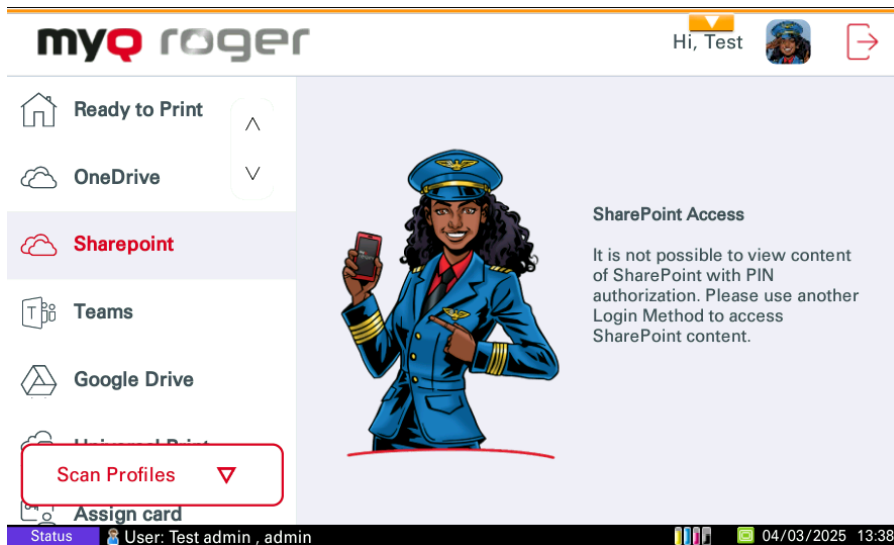 myQ roger
Hi, Test
Ready to Print
OneDrive
Sharepoint
Teams
Google Drive
Universal Print
Scan Profiles
Assign card
SharePoint Access
It is not possible to view content
of SharePoint with PIN
authorization. Please use another
Login Method to access
SharePoint content.
Status
User: Test admin , admin
04/03/2025 13:38